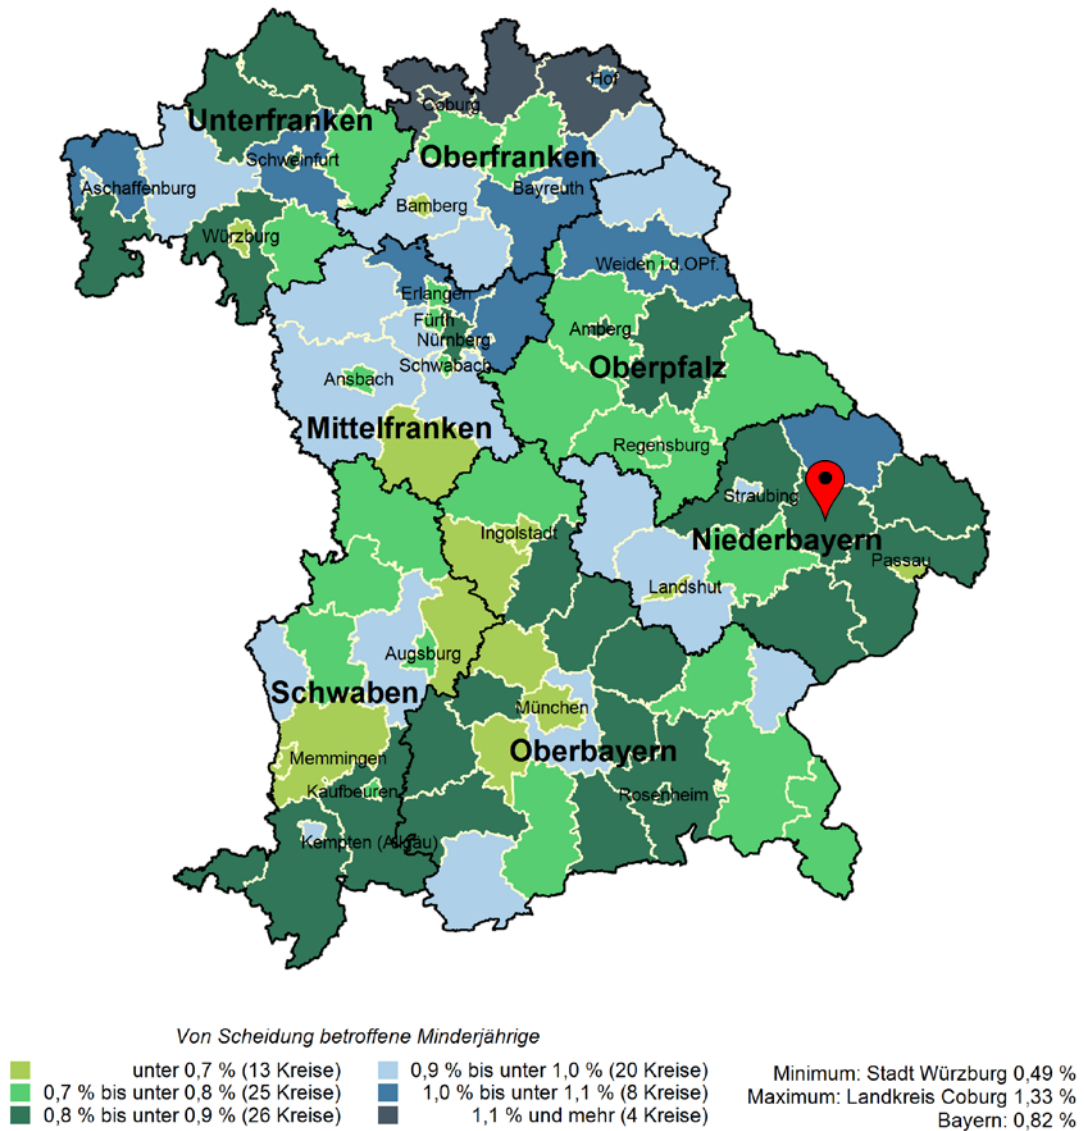 Hof
Coburg
Unterfranken
Schweinfurt
Oberfranken
Aschaffenburg
Bayreuth
Bamberg
Würzburg
Weiden i.d.OPf.
Erlangen
Fürth
Amberg
Nürnberg
Schwabach
Oberpfalz
Ansbach
Mittelfranken
Regensburg
Straubing
Ingolstadt
Niederbayern
Passau
Landshut
Augsburg
Schwaben
München
Oberbayern
Memmingen
Kaufbeuren
Rosenheim
Kempten (Allgäu)
Von Scheidung betroffene Minderjährige
unter 0,7 % (13 Kreise)
0,7 % bis unter 0,8 % (25 Kreise)
0,8 % bis unter 0,9 % (26 Kreise)
0,9 % bis unter 1,0 % (20 Kreise)
1,0 % bis unter 1,1 % (8 Kreise)
1,1 % und mehr (4 Kreise)
Minimum: Stadt Würzburg 0,49 %
Maximum: Landkreis Coburg 1,33 %
Bayern: 0,82 %